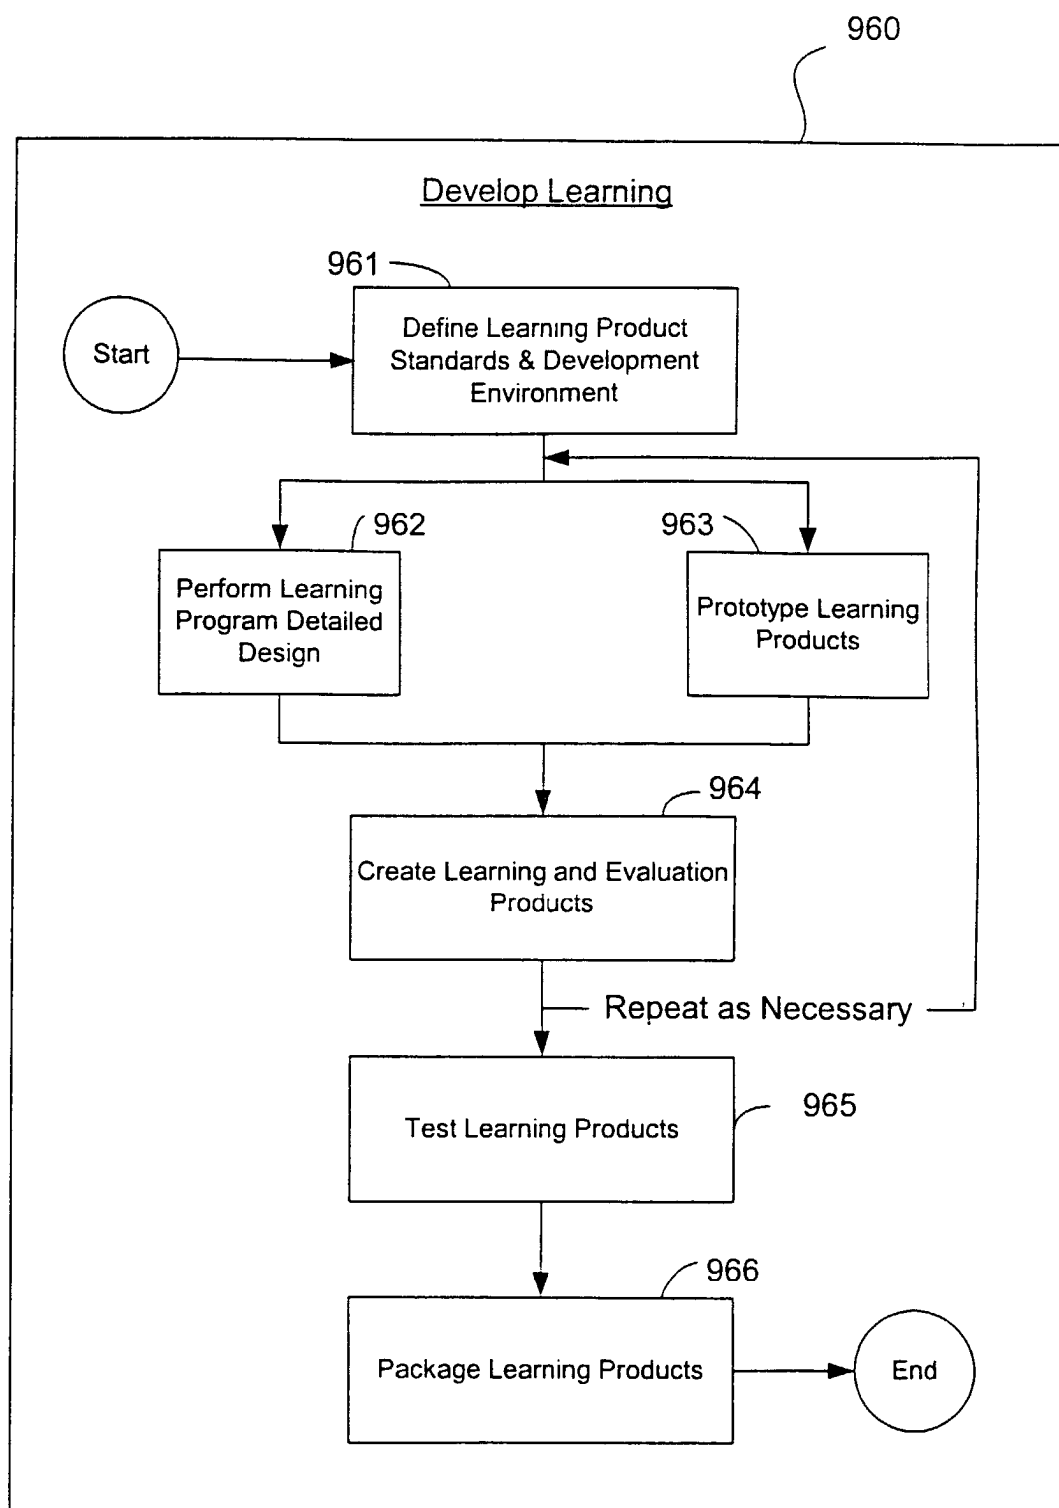 960
Develop Learning
961
Start
Define Learning Product
Standards & Development
Environment
962
963
Perform Learning
Program Detailed
Design
Prototype Learning
Products
964
Create Learning and Evaluation
Products
Repeat as Necessary
965
Test Learning Products
966
Package Learning Products
End